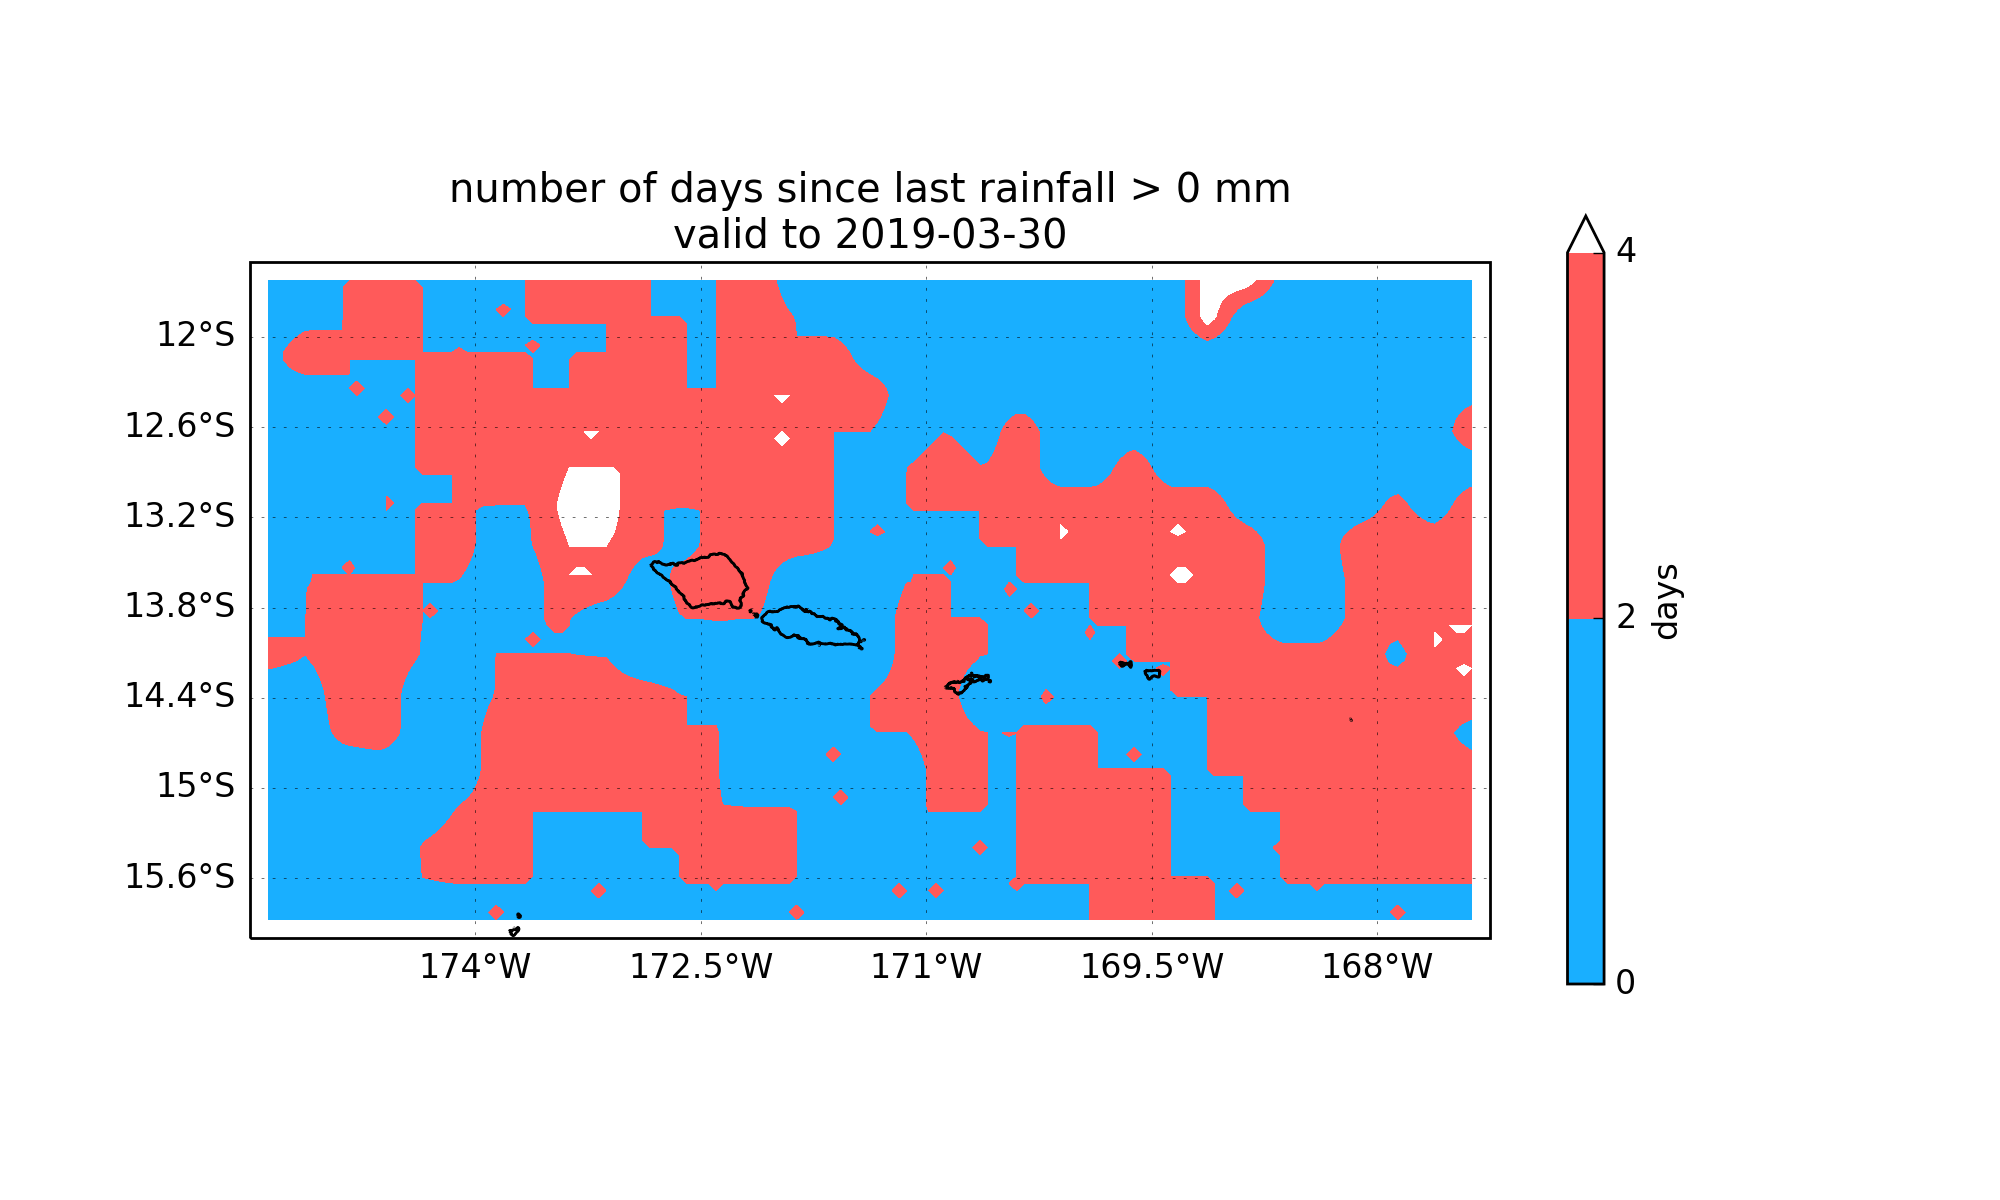 number of days since last rainfall > 0 mm
valid to 2019-03-30
12°S
12.6°S
13.2°S
13.8°S
14.4°S
15°S
15.6°S
174°W
172.5°W
171°W
169.5°W
168°W
4
2
0
days